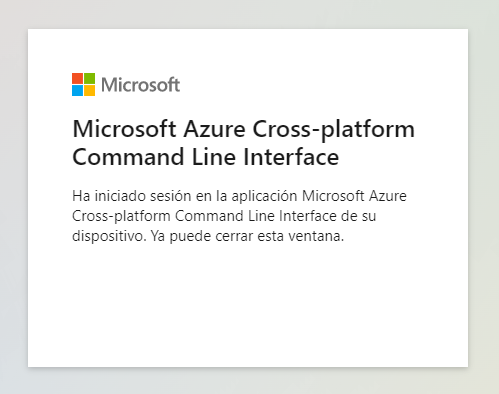 Microsoft
Microsoft Azure Cross-platform
Command Line Interface
Ha iniciado sesión en la aplicación Microsoft Azure
Cross-platform Command Line Interface de su
dispositivo. Ya puede cerrar esta ventana.